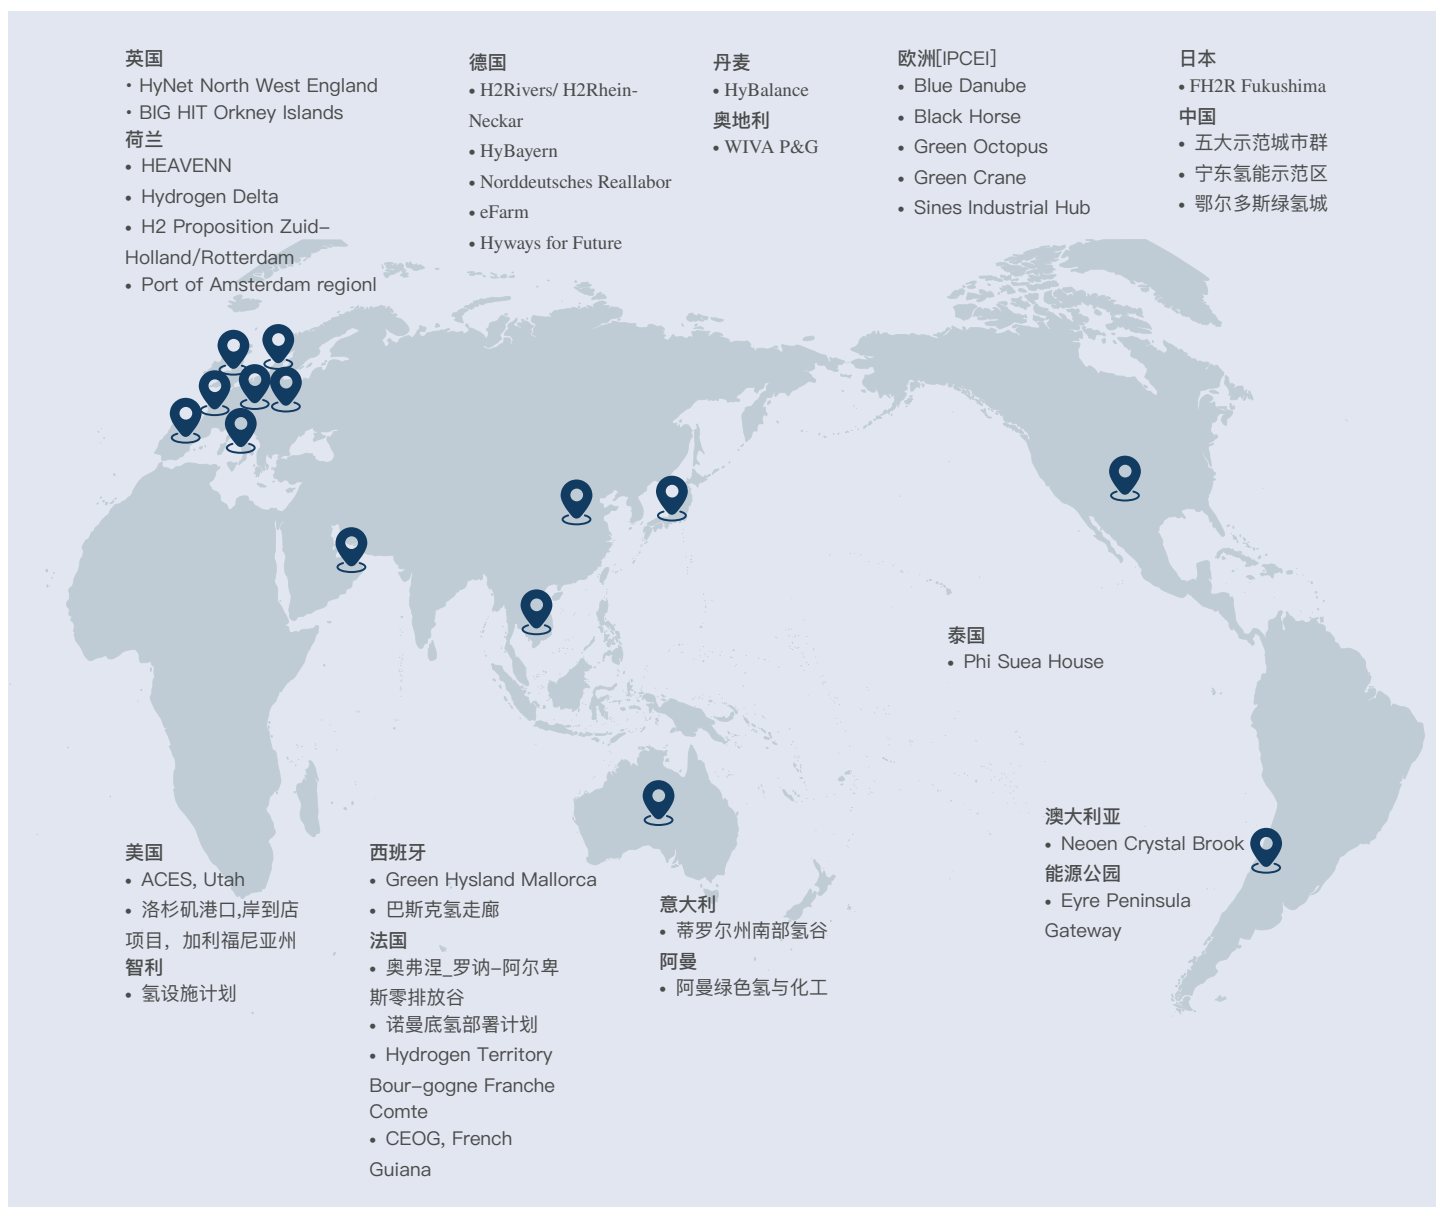 英国
• HyNet North West England
• BIG HIT Orkney Islands
荷兰
• HEAVENN
• Hydrogen Delta
• H2 Proposition Zuid–
Holland/Rotterdam
• Port of Amsterdam regionl
德国
• H2Rivers/ H2Rhein-
Neckar
• HyBayern
• Norddeutsches Reallabor
• eFarm
• Hyways for Future
丹麦
• HyBalance
奥地利
• WIVA P&G
欧洲[IPCEI]
• Blue Danube
• Black Horse
• Green Octopus
• Green Crane
• Sines Industrial Hub
日本
• FH2R Fukushima
中国
• 五大示范城市群
• 宁东氢能示范区
• 鄂尔多斯绿氢城
泰国
• Phi Suea House
美国
• ACES, Utah
• 洛杉矶港口,岸到店
项目，加利福尼亚州
智利
• 氢设施计划
西班牙
• Green Hysland Mallorca
• 巴斯克氢走廊
法国
• 奥弗涅_罗讷–阿尔卑
斯零排放谷
• 诺曼底氢部署计划
• Hydrogen Territory
Bour–gogne Franche
Comte
• CEOG, French
Guiana
意大利
• 蒂罗尔州南部氢谷
阿曼
• 阿曼绿色氢与化工
澳大利亚
• Neoen Crystal Brook
能源公园
• Eyre Peninsula
Gateway